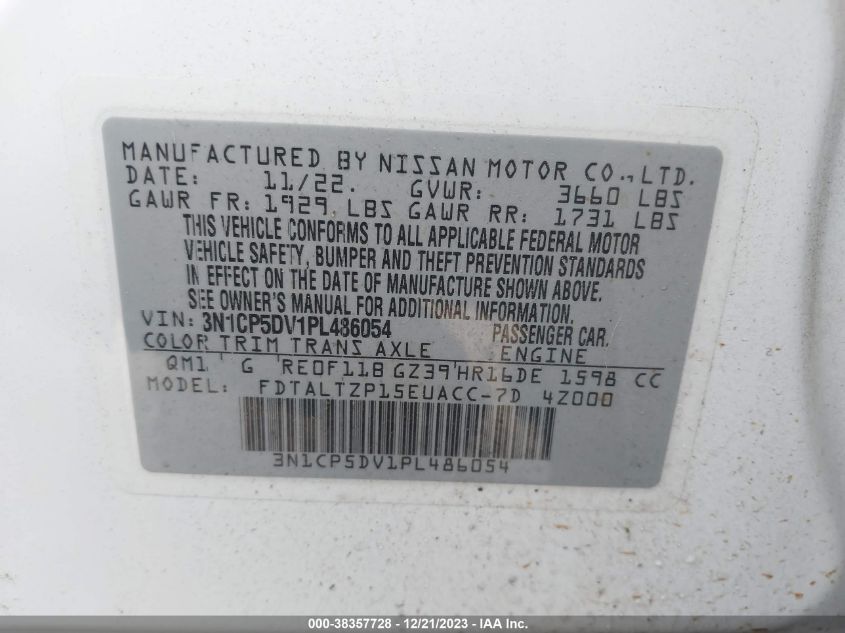 MANUFACTURED BY NISSAN MOTOR CO., LTD.
DATE: 11/22. GVWR: 3660 LBS
GAWR FR: 1929 LBS GAWR RR: 1731 LBS
THIS VEHICLE CONFORMS TO ALL APPLICABLE FEDERAL MOTOR
VEHICLE SAFETY, BUMPER AND THEFT PREVENTION STANDARDS
IN EFFECT ON THE DATE OF MANUFACTURE SHOWN ABOVE.
SEE OWNER'S MANUAL FOR ADDITIONAL INFORMATION.
VIN: 3N1CP5DV1PL486054 PASSENGER CAR.
COLOR TRIM TRANS AXLE ENGINE
QM1 G RE0F11B GZ39 HR16DE 1598 CC
MODEL: FDTALTZP15EUACC-7D 4Z000
3N1CP5DV1PL486054
000-38357728 - 12/21/2023 - IAA Inc.